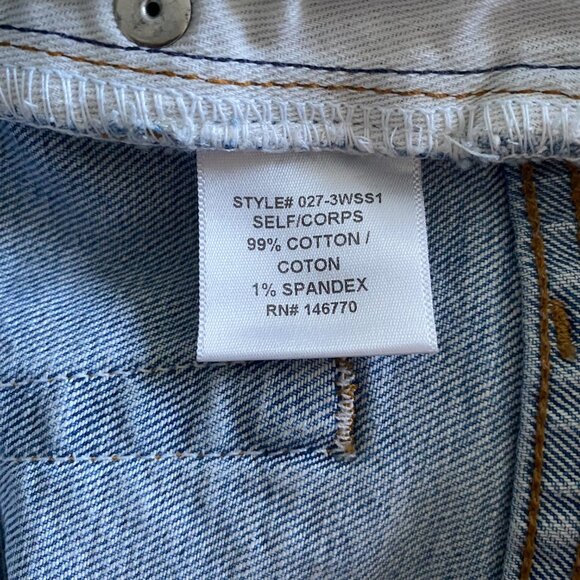 STYLE# 027-3WSS1
SELF/CORPS
99% COTTON /
COTON
1% SPANDEX
RN# 146770